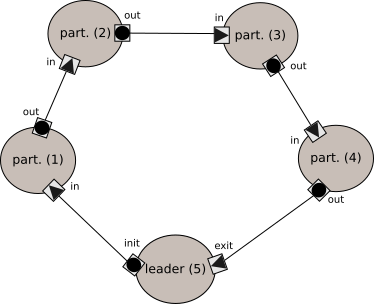 out
part. (2)
in
in
part. (3)
out
out
part. (1)
in
in
part. (4)
out
init
exit
leader (5)